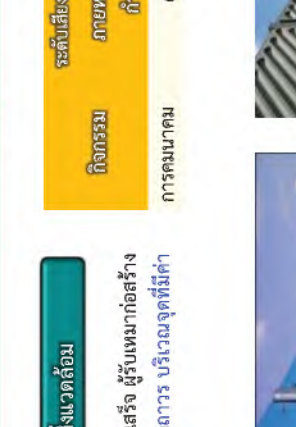 แวดล้อม
เสร็จ ผู้รับเหมาก่อสร้าง
ถาวร บริเวณจุดที่มีค่า
ระดับเสียง
กิจกรรม
การคมนาคม